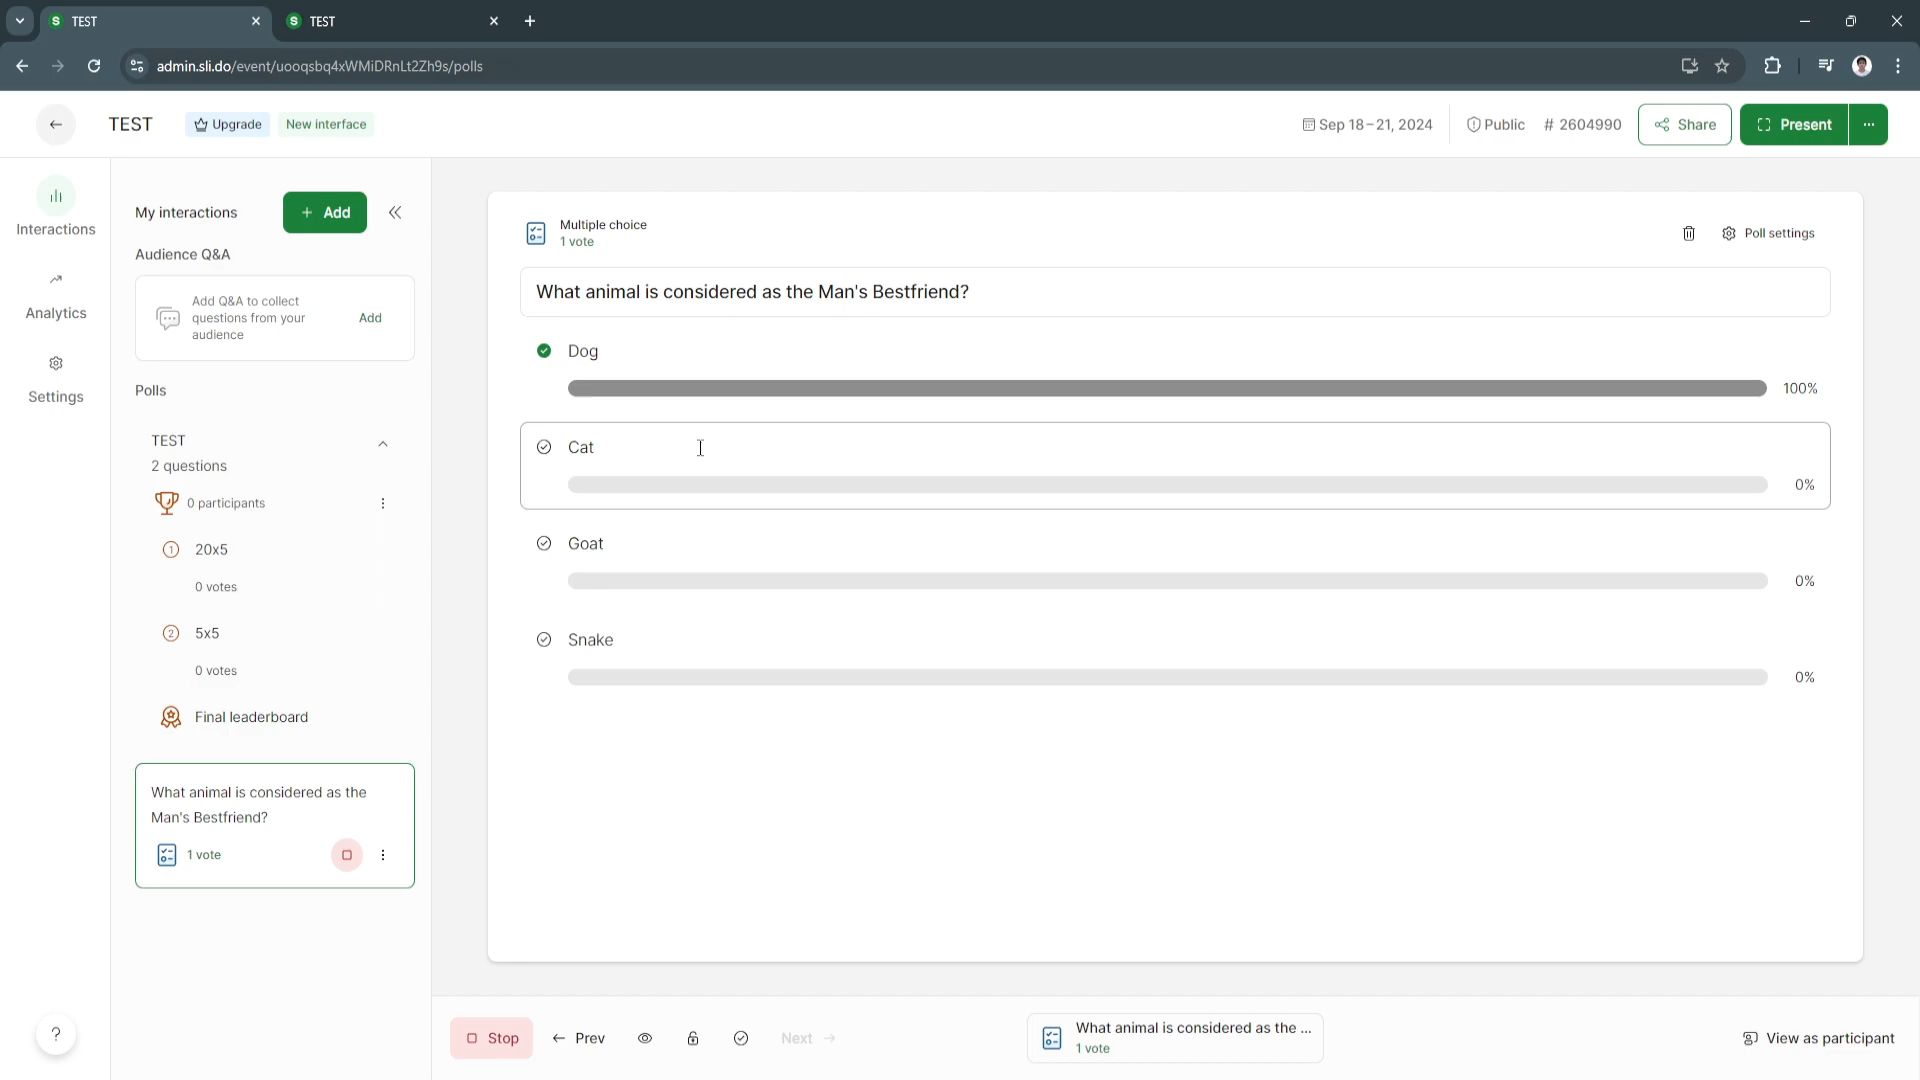 TEST
TEST
admin.sli.do/event/uooqsbq4xWMiDRnLt2Zh9s/polls
TEST
Upgrade
New interface
Sep 18 – 21, 2024
Public
# 2604990
Share
Present
Interactions
Analytics
Settings
My interactions
+ Add
Audience Q&A
Add Q&A to collect
questions from your
audience
Add
Polls
TEST
2 questions
0 participants
1 20x5
0 votes
2 5x5
0 votes
Final leaderboard
What animal is considered as the
Man's Bestfriend?
1 vote
Multiple choice
1 vote
Poll settings
What animal is considered as the Man's Bestfriend?
Dog
100%
Cat
0%
Goat
0%
Snake
0%
?
Stop
Prev
Next
What animal is considered as the ...
1 vote
View as participant